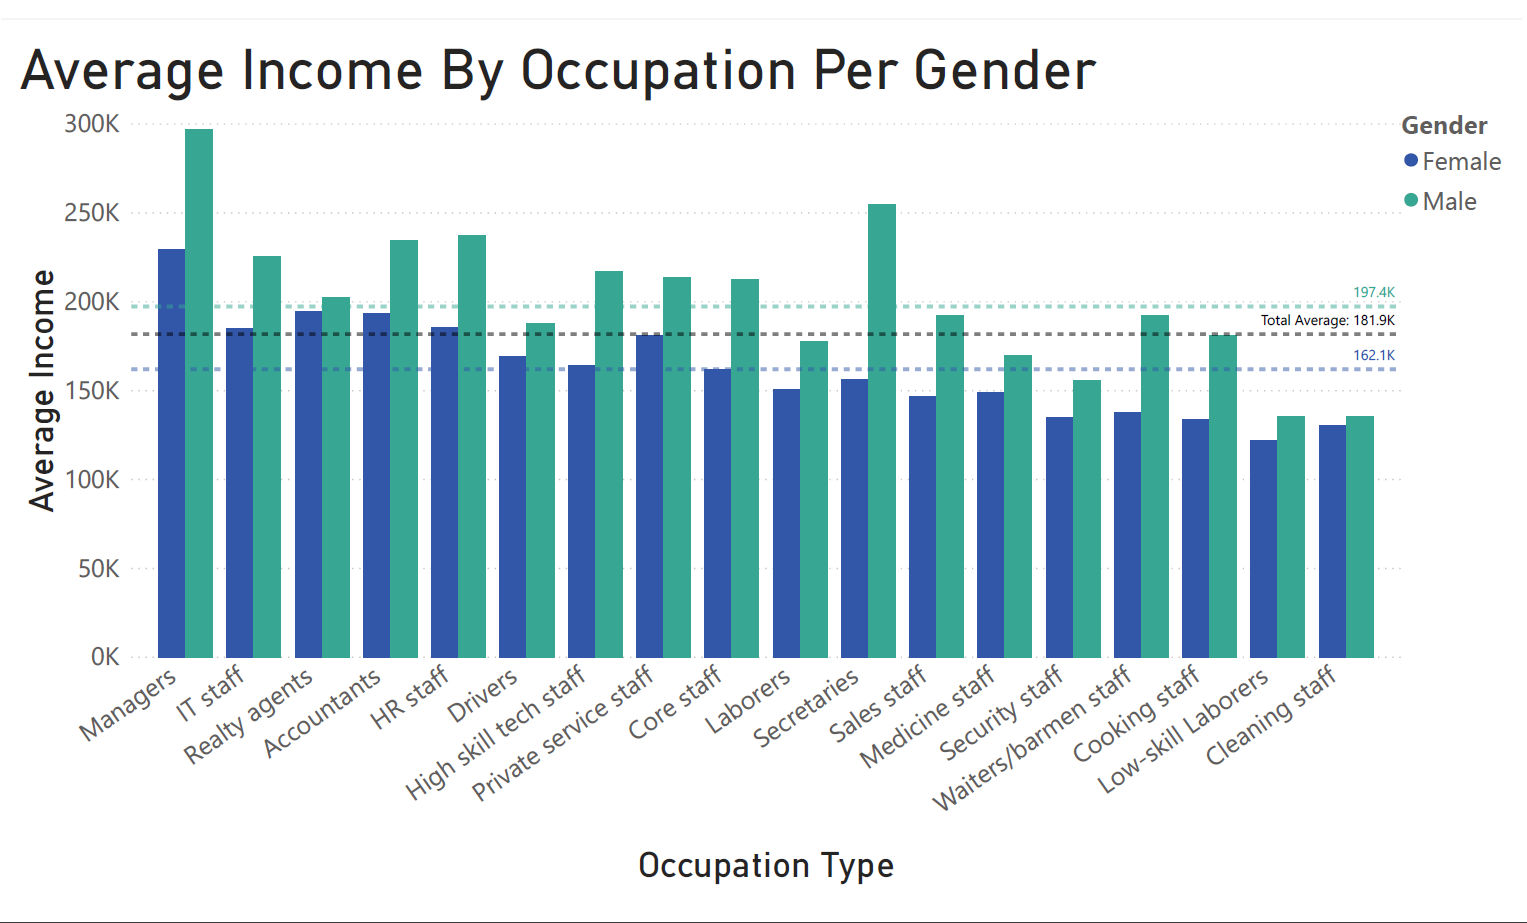 Average Income By Occupation Per Gender
300K
250K
200K
150K
100K
50K
0K
Average Income
Gender
Female
Male
197.4K
Total Average: 181.9K
162.1K
Managers
IT staff
Realty agents
Accountants
HR staff
Drivers
High skill tech staff
Private service staff
Core staff
Laborers
Secretaries
Sales staff
Medicine staff
Security staff
Waiters/barmen staff
Cooking staff
Low-skill Laborers
Cleaning staff
Occupation Type